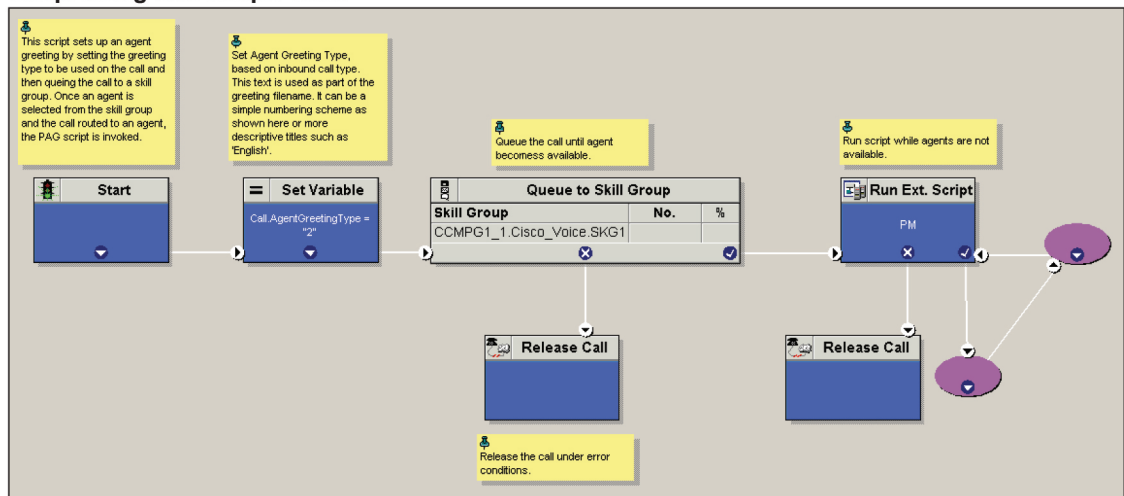 This script sets up an agent
greeting by setting the greeting
type to be used on the call and
then queing the call to a skill
group. Once an agent is
selected from the skill group
and the call routed to an agent,
the PAG script is invoked.
Set Agent Greeting Type,
based on inbound call type.
This text is used as part of the
greeting filename. It can be a
simple numbering scheme as
shown here or more
descriptive titles such as
'English'.
Queue the call until agent
becomess available.
Run script while agents are not
available.
Start
= Set Variable
Call.AgentGreetingType =
"2"
Queue to Skill Group
Skill Group No. %
CCMPG1_1.Cisco_Voice.SKG1
Run Ext. Script
PM
Release Call
Release Call
Release the call under error
conditions.